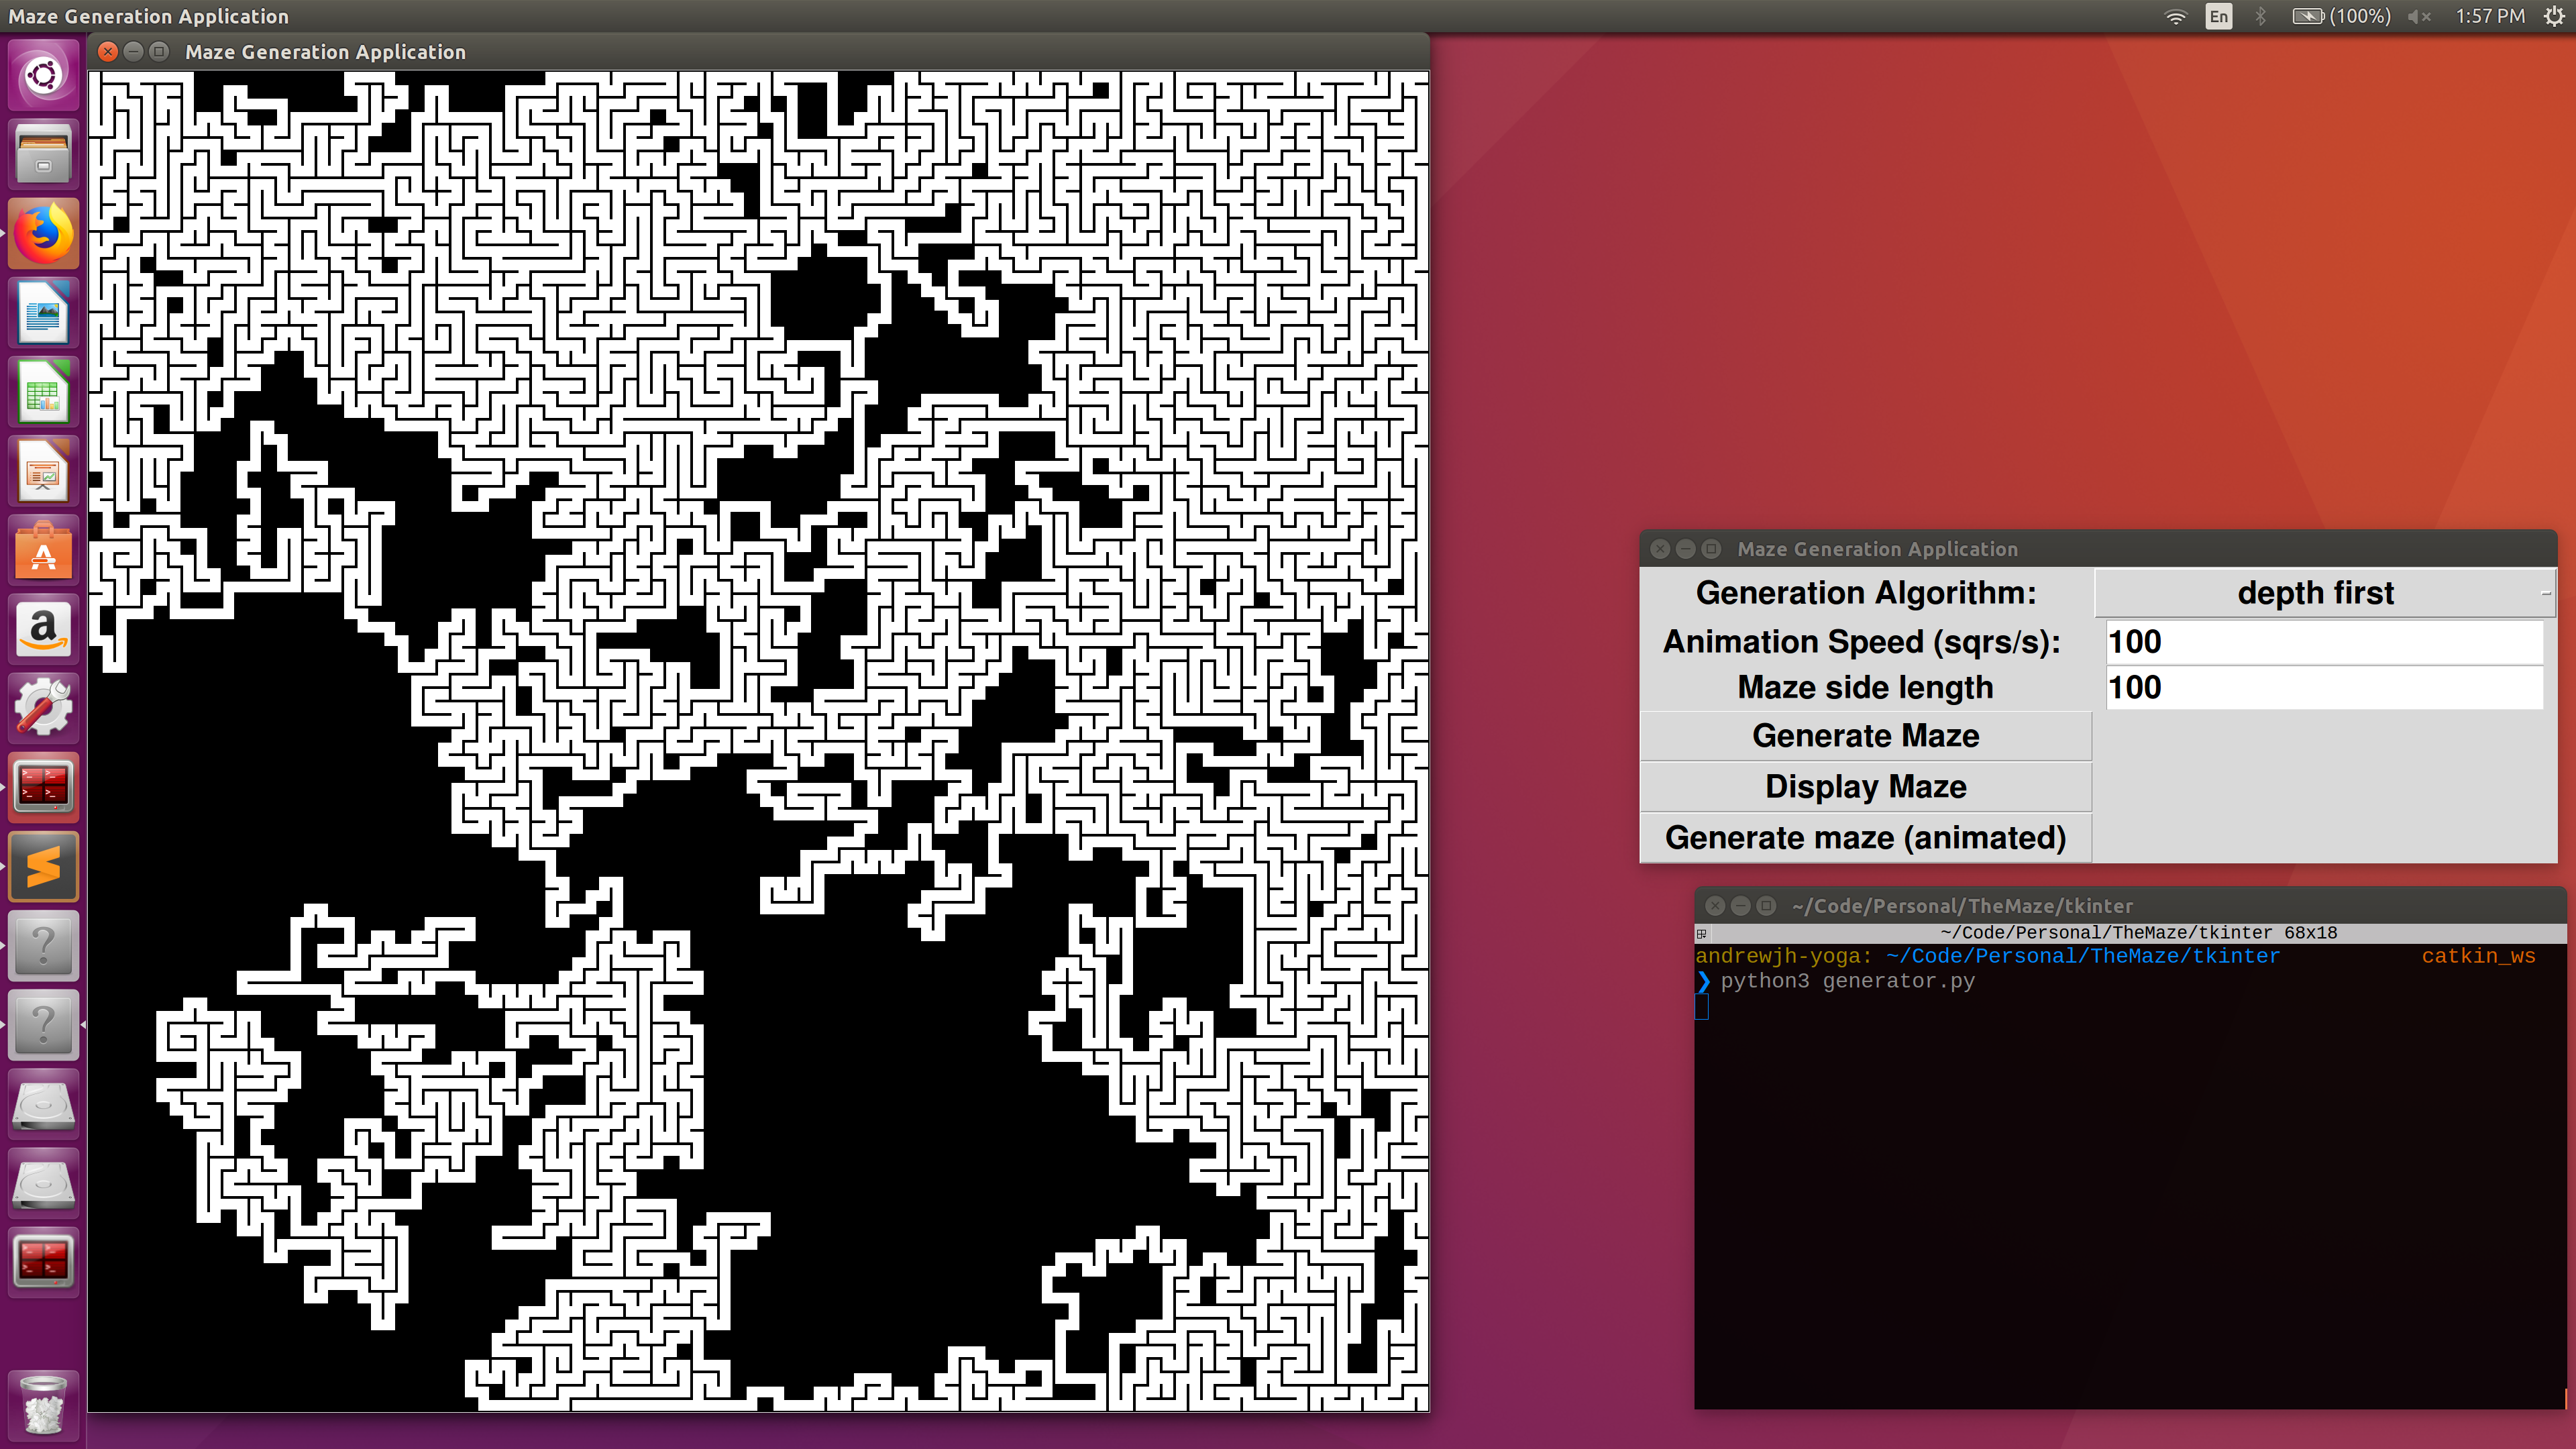 Maze Generation Application
En
(100%)
1:57 PM
Maze Generation Application
Maze Generation Application
Generation Algorithm:
depth first
Animation Speed (sqrs/s):
100
Maze side length
100
Generate Maze
Display Maze
Generate maze (animated)
~/Code/Personal/TheMaze/tkinter
~/Code/Personal/TheMaze/tkinter 68x18
andrewjh-yoga: ~/Code/Personal/TheMaze/tkinter catkin_ws
❯ python3 generator.py